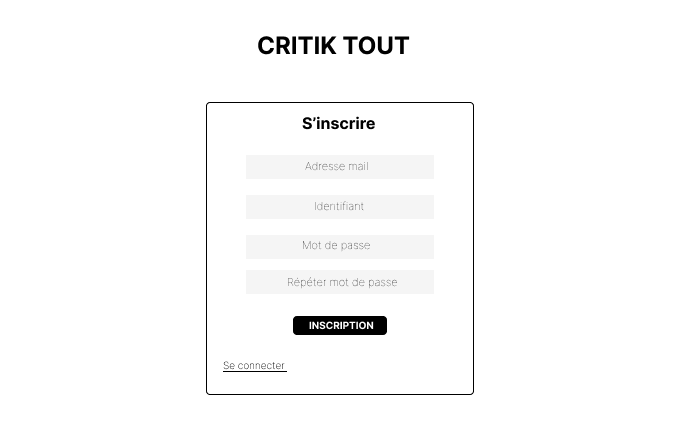 CRITIK TOUT
S’inscrire
Adresse mail
Identifiant
Mot de passe
Répéter mot de passe
INSCRIPTION
Se connecter